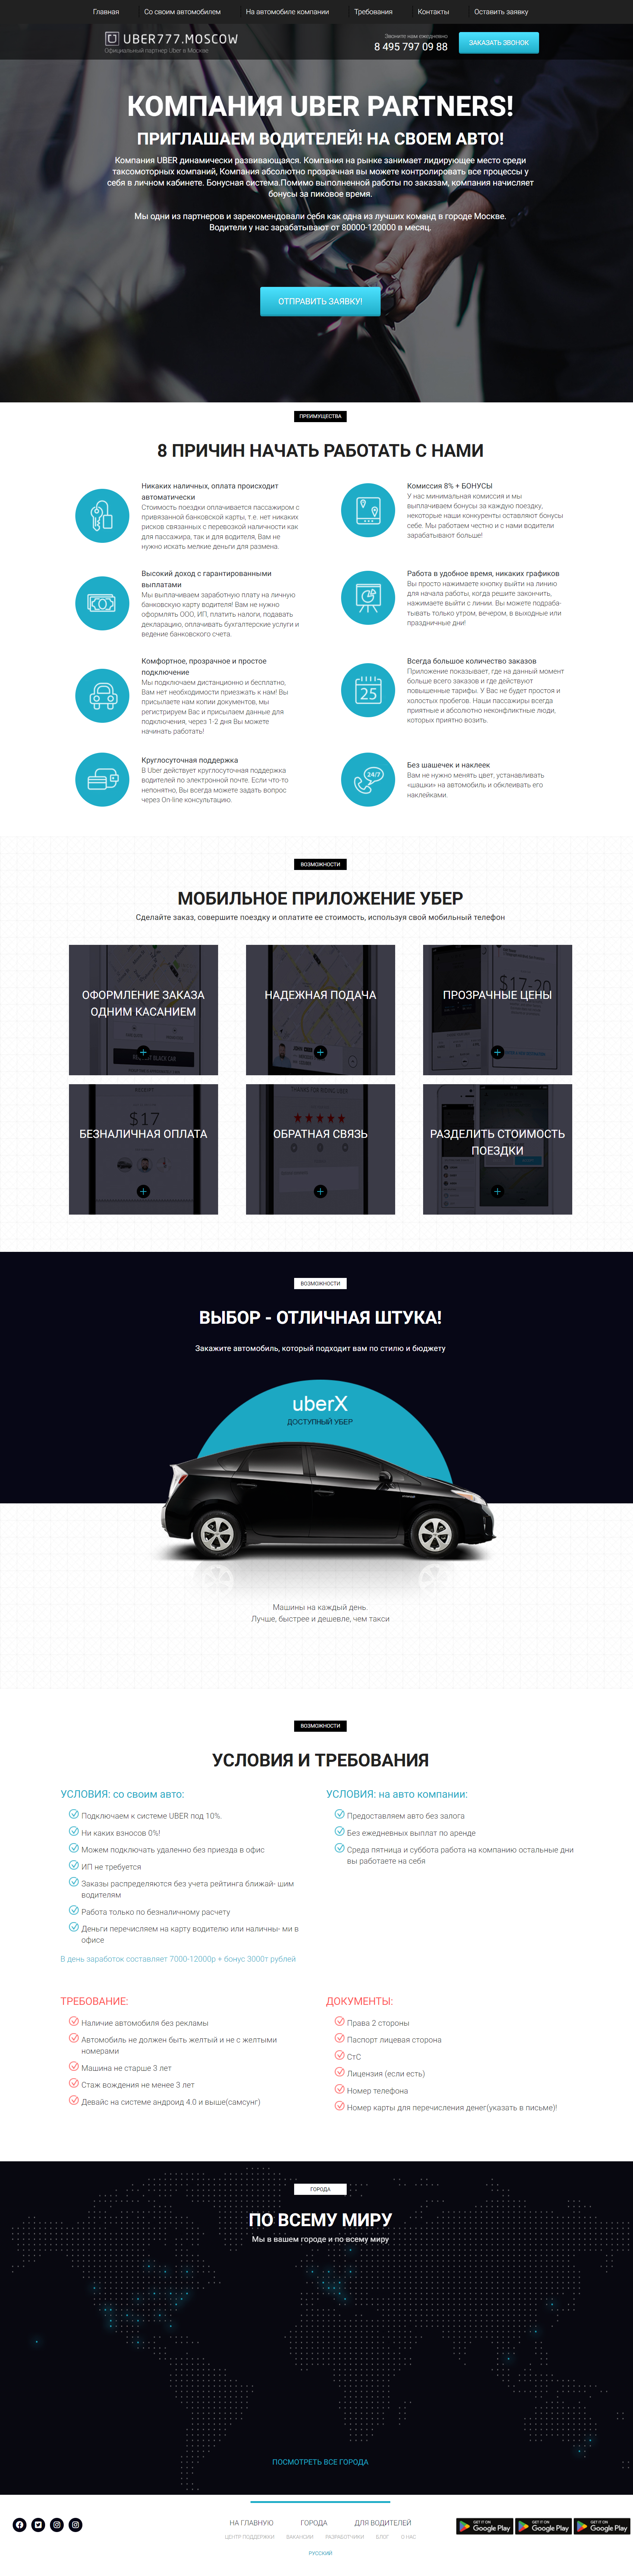 Главная
Со своим автомобилем
На автомобиле компании
Требования
Контакты
Оставить заявку
UBER777.MOSCOW
Официальный партнер Uber в Москве
Звоните нам ежедневно
8 495 797 09 88
ЗАКАЗАТЬ ЗВОНОК
КОМПАНИЯ UBER PARTNERS!
ПРИГЛАШАЕМ ВОДИТЕЛЕЙ! НА СВОЕМ АВТО!
Компания UBER динамически развивающаяся. Компания на рынке занимает лидирующее место среди
таксомоторных компаний, Компания абсолютно прозрачная вы можете контролировать все процессы у
себя в личном кабинете. Бонусная система.Помимо выполненной работы по заказам, компания начисляет
бонусы за пиковое время.
Мы одни из партнеров и зарекомендовали себя как одна из лучших команд в городе Москве.
Водители у нас зарабатывают от 80000-120000 в месяц.
ОТПРАВИТЬ ЗАЯВКУ!
ПРЕИМУЩЕСТВА
8 ПРИЧИН НАЧАТЬ РАБОТАТЬ С НАМИ
Никаких наличных, оплата происходит
автоматически
Стоимость поездки оплачивается пассажиром с
привязанной банковской карты, т.е. нет никаких
рисков связанных с перевозкой наличности как
для пассажира, так и для водителя, Вам не
нужно искать мелкие деньги для размена.
Комиссия 8% + БОНУСЫ
У нас минимальная комиссия и мы
выплачиваем бонусы за каждую поездку,
некоторые наши конкуренты оставляют бонусы
себе. Мы работаем честно и с нами водители
зарабатывают больше!
Высокий доход с гарантированными
выплатами
Мы выплачиваем заработную плату на личную
банковскую карту водителя! Вам не нужно
оформлять ООО, ИП, платить налоги, подавать
декларацию, оплачивать бухгалтерские услуги и
ведение банковского счета.
Работа в удобное время, никаких графиков
Вы просто нажимаете кнопку выйти на линию
для начала работы, когда решите закончить,
нажимаете выйти с линии. Вы можете подраба-
тывать только утром, вечером, в выходные или
праздничные дни!
Комфортное, прозрачное и простое
подключение
Мы подключаем дистанционно и бесплатно,
Вам нет необходимости приезжать к нам! Вы
присылаете нам копии документов, мы
регистрируем Вас и присылаем данные для
подключения, через 1-2 дня Вы можете
начинать работать!
25
Всегда большое количество заказов
Приложение показывает, где на данный момент
больше всего заказов и где действуют
повышенные тарифы. У Вас не будет простоя и
холостых пробегов. Наши пассажиры всегда
приятные и абсолютно неконфликтные люди,
которых приятно возить.
Круглосуточная поддержка
В Uber действует круглосуточная поддержка
водителей по электронной почте. Если что-то
непонятно, Вы всегда можете задать вопрос
через On-line консультацию.
24/7
Без шашечек и наклеек
Вам не нужно менять цвет, устанавливать
«шашки» на автомобиль и обклеивать его
наклейками.
ВОЗМОЖНОСТИ
МОБИЛЬНОЕ ПРИЛОЖЕНИЕ УБЕР
Сделайте заказ, совершите поездку и оплатите ее стоимость, используя свой мобильный телефон
ОФОРМЛЕНИЕ ЗАКАЗА
ОДНИМ КАСАНИЕМ
НАДЕЖНАЯ ПОДАЧА
$17-20
ПРОЗРАЧНЫЕ ЦЕНЫ
$17
БЕЗНАЛИЧНАЯ ОПЛАТА
ОБРАТНАЯ СВЯЗЬ
РАЗДЕЛИТЬ СТОИМОСТЬ
ПОЕЗДКИ
ВОЗМОЖНОСТИ
ВЫБОР - ОТЛИЧНАЯ ШТУКА!
Закажите автомобиль, который подходит вам по стилю и бюджету
uberX
ДОСТУПНЫЙ УБЕР
Машины на каждый день.
Лучше, быстрее и дешевле, чем такси
ВОЗМОЖНОСТИ
УСЛОВИЯ И ТРЕБОВАНИЯ
УСЛОВИЯ: со своим авто:
Подключаем к системе UBER под 10%.
Ни каких взносов 0%!
Можем подключать удаленно без приезда в офис
ИП не требуется
Заказы распределяются без учета рейтинга ближай- шим
водителям
Работа только по безналичному расчету
Деньги перечисляем на карту водителю или наличны- ми в
офисе
В день заработок составляет 7000-12000р + бонус 3000т рублей
УСЛОВИЯ: на авто компании:
Предоставляем авто без залога
Без ежедневных выплат по аренде
Среда пятница и суббота работа на компанию остальные дни
вы работаете на себя
ТРЕБОВАНИЕ:
Наличие автомобиля без рекламы
Автомобиль не должен быть желтый и не с желтыми
номерами
Машина не старше 3 лет
Стаж вождения не менее 3 лет
Девайс на системе андроид 4.0 и выше(самсунг)
ДОКУМЕНТЫ:
Права 2 стороны
Паспорт лицевая сторона
СтС
Лицензия (если есть)
Номер телефона
Номер карты для перечисления денег(указать в письме)!
ГОРОДА
ПО ВСЕМУ МИРУ
Мы в вашем городе и по всему миру
ПОСМОТРЕТЬ ВСЕ ГОРОДА
НА ГЛАВНУЮ
ГОРОДА
ДЛЯ ВОДИТЕЛЕЙ
ЦЕНТР ПОДДЕРЖКИ
ВАКАНСИИ
РАЗРАБОТЧИКИ
БЛОГ
О НАС
РУССКИЙ
GET IT ON
Google Play
GET IT ON
Google Play
GET IT ON
Google Play